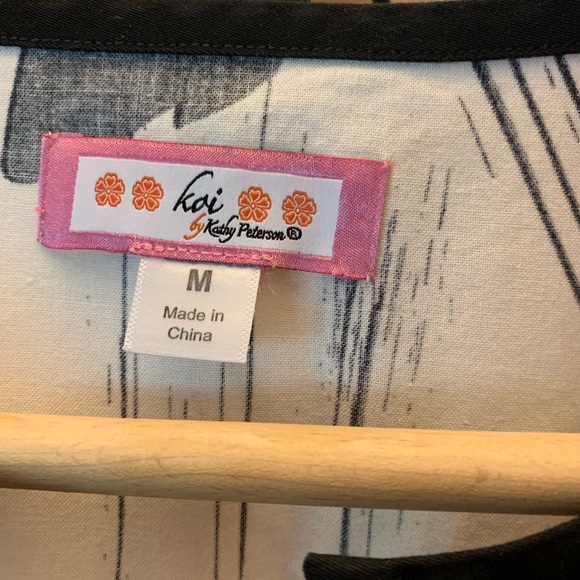 koi
by Kathy Peterson®
M
Made in
China